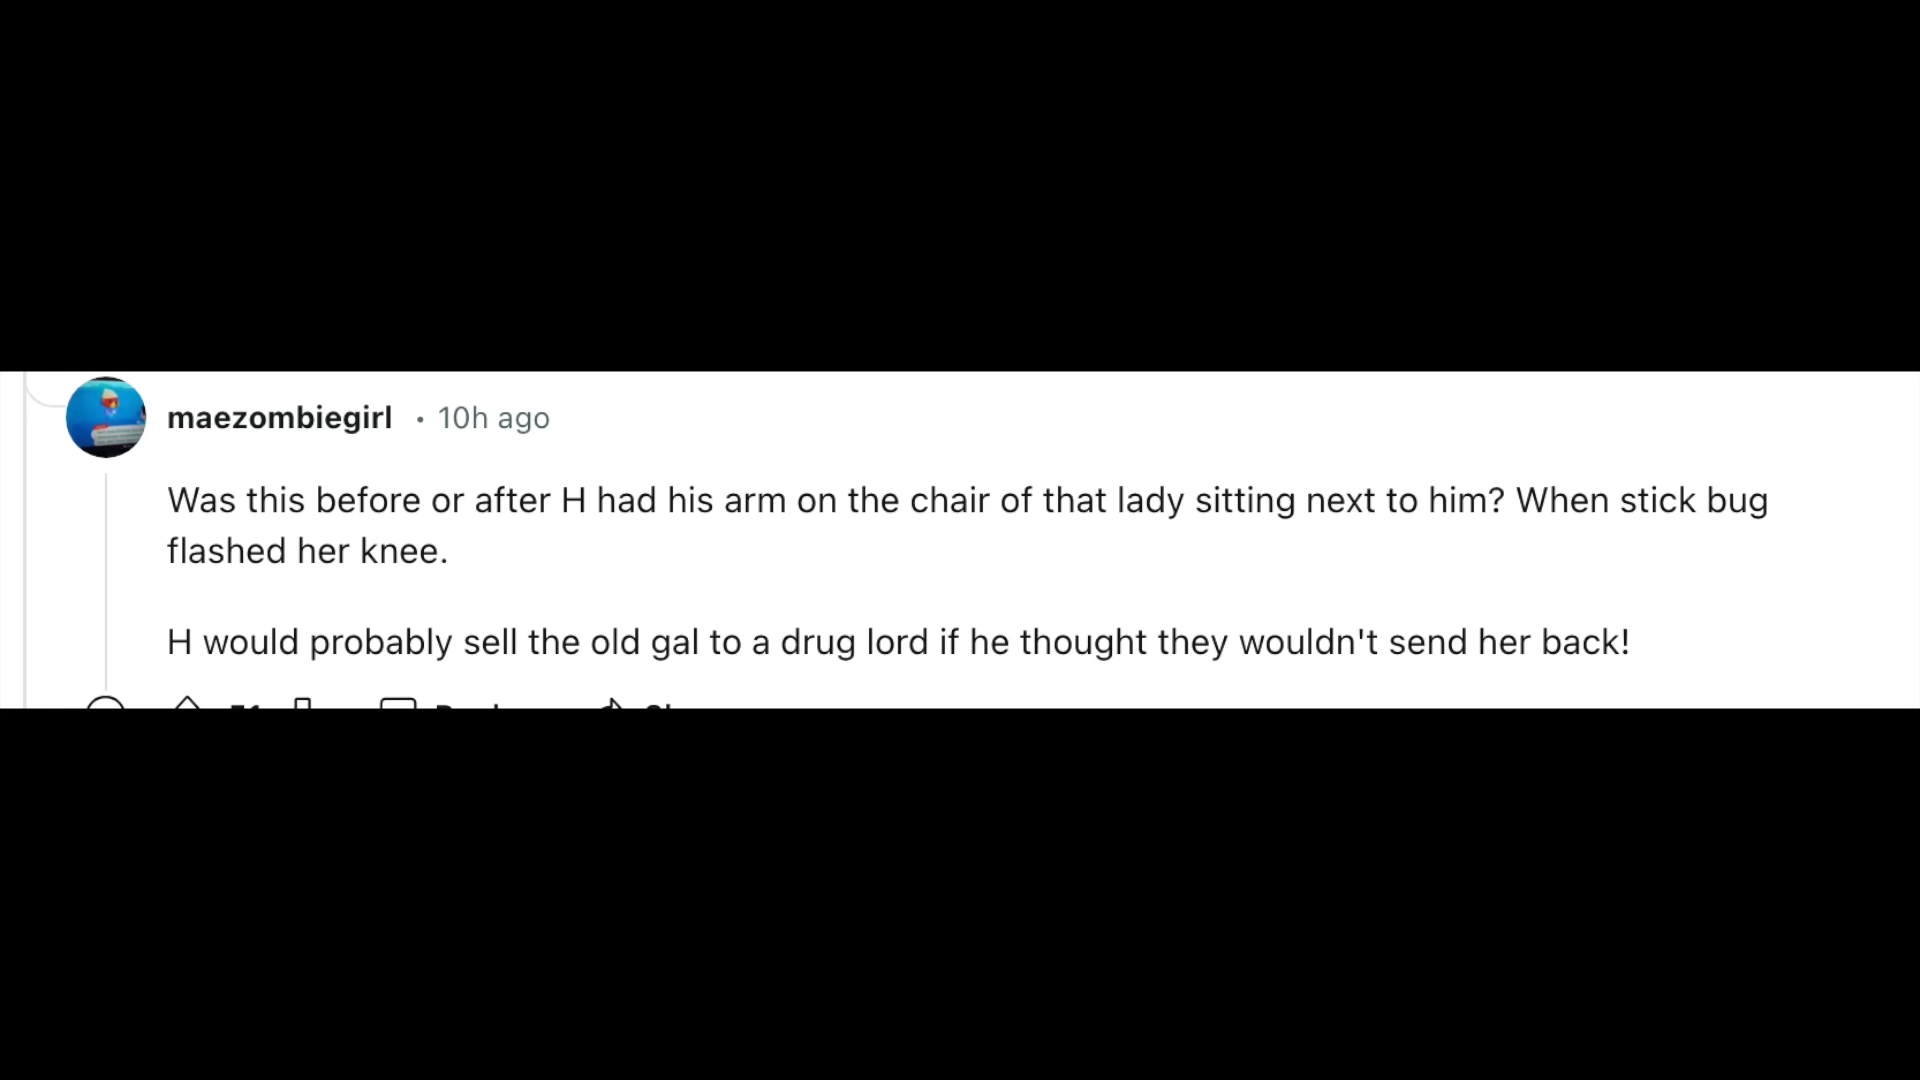 maezombiegirl • 10h ago
Was this before or after H had his arm on the chair of that lady sitting next to him? When stick bug
flashed her knee.
H would probably sell the old gal to a drug lord if he thought they wouldn't send her back!